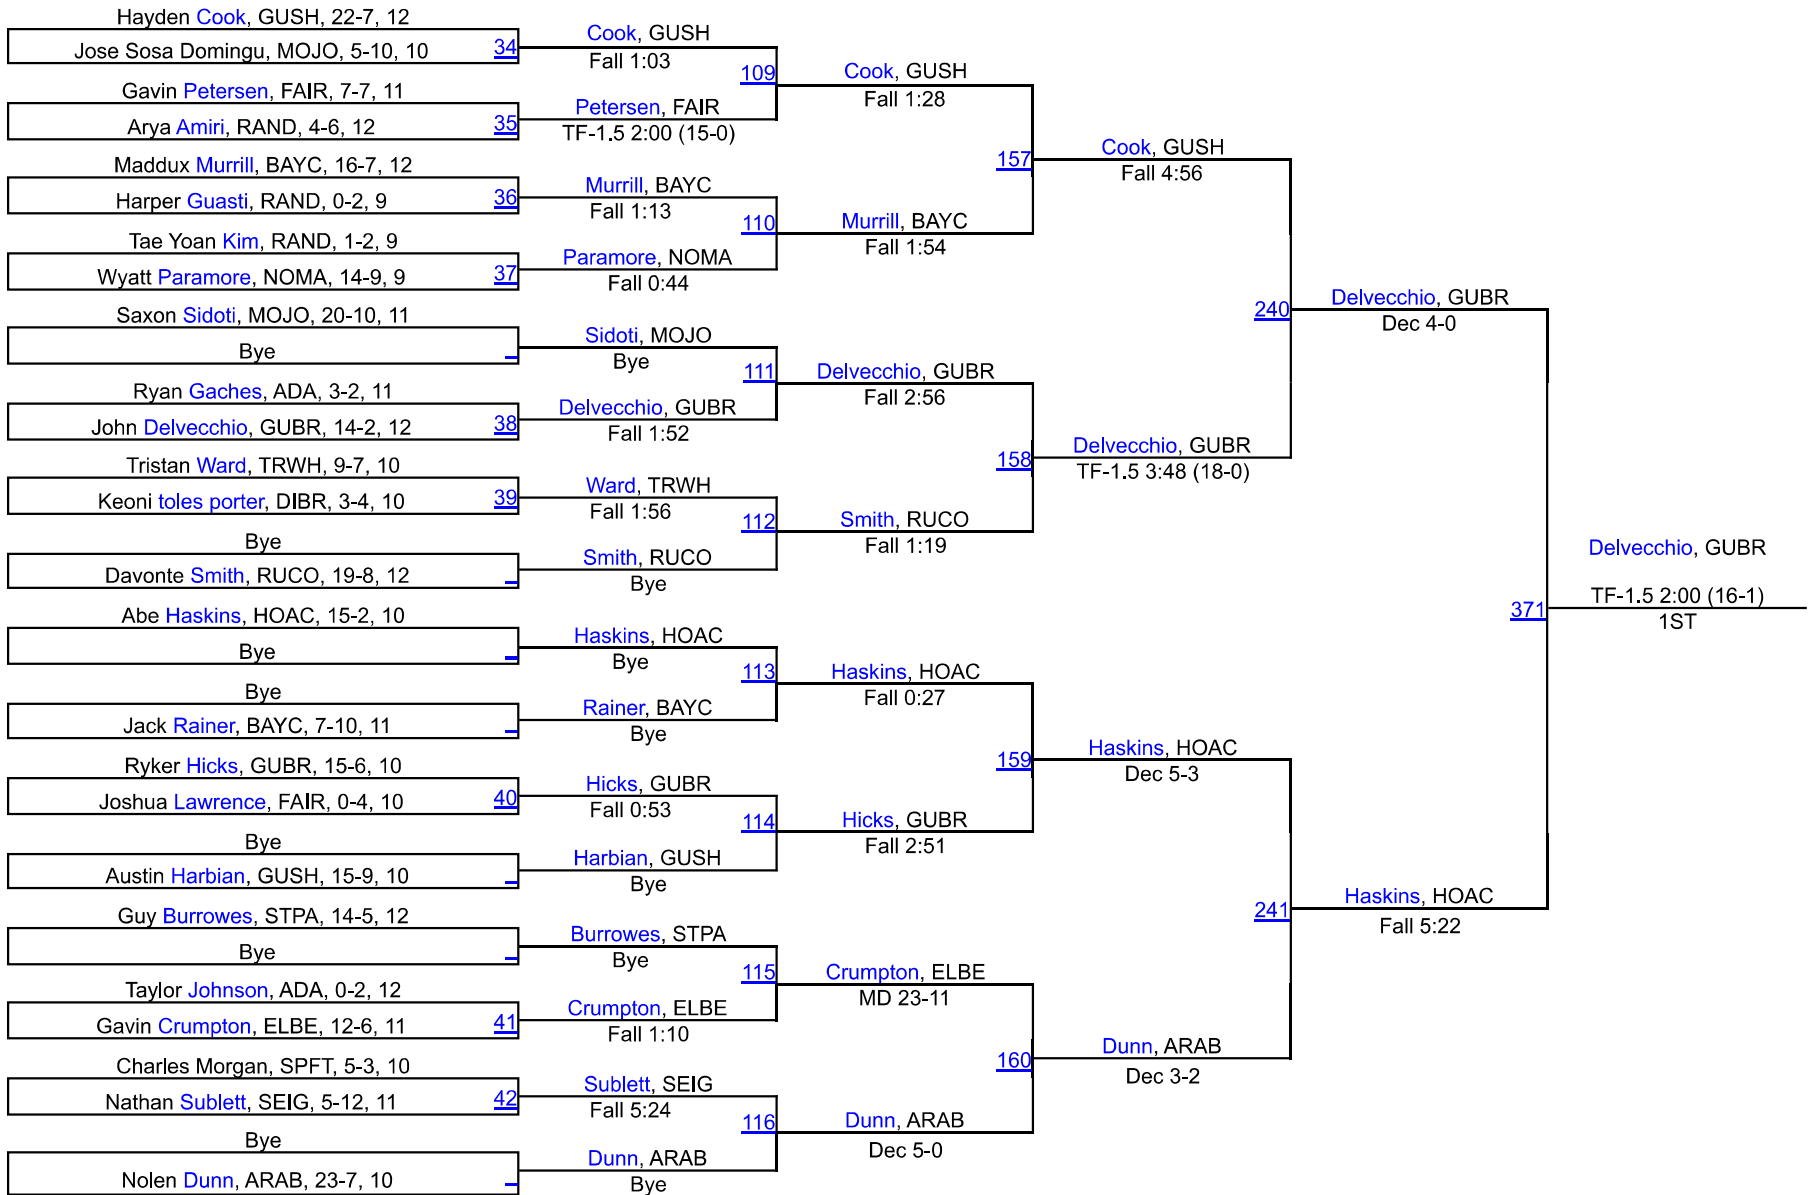 Hayden Cook, GUSH, 22-7, 12
Jose Sosa Domingu, MOJO, 5-10, 10
34
Gavin Petersen, FAIR, 7-7, 11
Arya Amiri, RAND, 4-6, 12
35
Maddux Murrill, BAYC, 16-7, 12
Harper Guasti, RAND, 0-2, 9
36
Tae Yoan Kim, RAND, 1-2, 9
Wyatt Paramore, NOMA, 14-9, 9
37
Saxon Sidoti, MOJO, 20-10, 11
Bye
Ryan Gaches, ADA, 3-2, 11
John Delvecchio, GUBR, 14-2, 12
38
Tristan Ward, TRWH, 9-7, 10
Keoni toles porter, DIBR, 3-4, 10
39
Bye
Davonte Smith, RUCO, 19-8, 12
Abe Haskins, HOAC, 15-2, 10
Bye
Bye
Jack Rainer, BAYC, 7-10, 11
Ryker Hicks, GUBR, 15-6, 10
Joshua Lawrence, FAIR, 0-4, 10
40
Bye
Austin Harbian, GUSH, 15-9, 10
Guy Burrowes, STPA, 14-5, 12
Bye
Taylor Johnson, ADA, 0-2, 12
Gavin Crumpton, ELBE, 12-6, 11
41
Charles Morgan, SPFT, 5-3, 10
Nathan Sublett, SEIG, 5-12, 11
42
Bye
Nolen Dunn, ARAB, 23-7, 10
Cook, GUSH
Fall 1:03
109
Petersen, FAIR
TF-1.5 2:00 (15-0)
Murrill, BAYC
Fall 1:13
110
Paramore, NOMA
Fall 0:44
Sidoti, MOJO
Bye
111
Delvecchio, GUBR
Fall 1:52
Ward, TRWH
Fall 1:56
112
Smith, RUCO
Bye
Haskins, HOAC
Bye
113
Rainer, BAYC
Bye
Hicks, GUBR
Fall 0:53
114
Harbian, GUSH
Bye
Burrowes, STPA
Bye
115
Crumpton, ELBE
Fall 1:10
Sublett, SEIG
Fall 5:24
116
Dunn, ARAB
Bye
Cook, GUSH
Fall 1:28
157
Murrill, BAYC
Fall 1:54
Delvecchio, GUBR
Fall 2:56
158
Smith, RUCO
Fall 1:19
Haskins, HOAC
Fall 0:27
159
Hicks, GUBR
Fall 2:51
Crumpton, ELBE
MD 23-11
160
Dunn, ARAB
Dec 5-0
Cook, GUSH
Fall 4:56
240
Delvecchio, GUBR
TF-1.5 3:48 (18-0)
Haskins, HOAC
Dec 5-3
241
Dunn, ARAB
Dec 3-2
Delvecchio, GUBR
Dec 4-0
371
Haskins, HOAC
Fall 5:22
Delvecchio, GUBR
TF-1.5 2:00 (16-1)
1ST